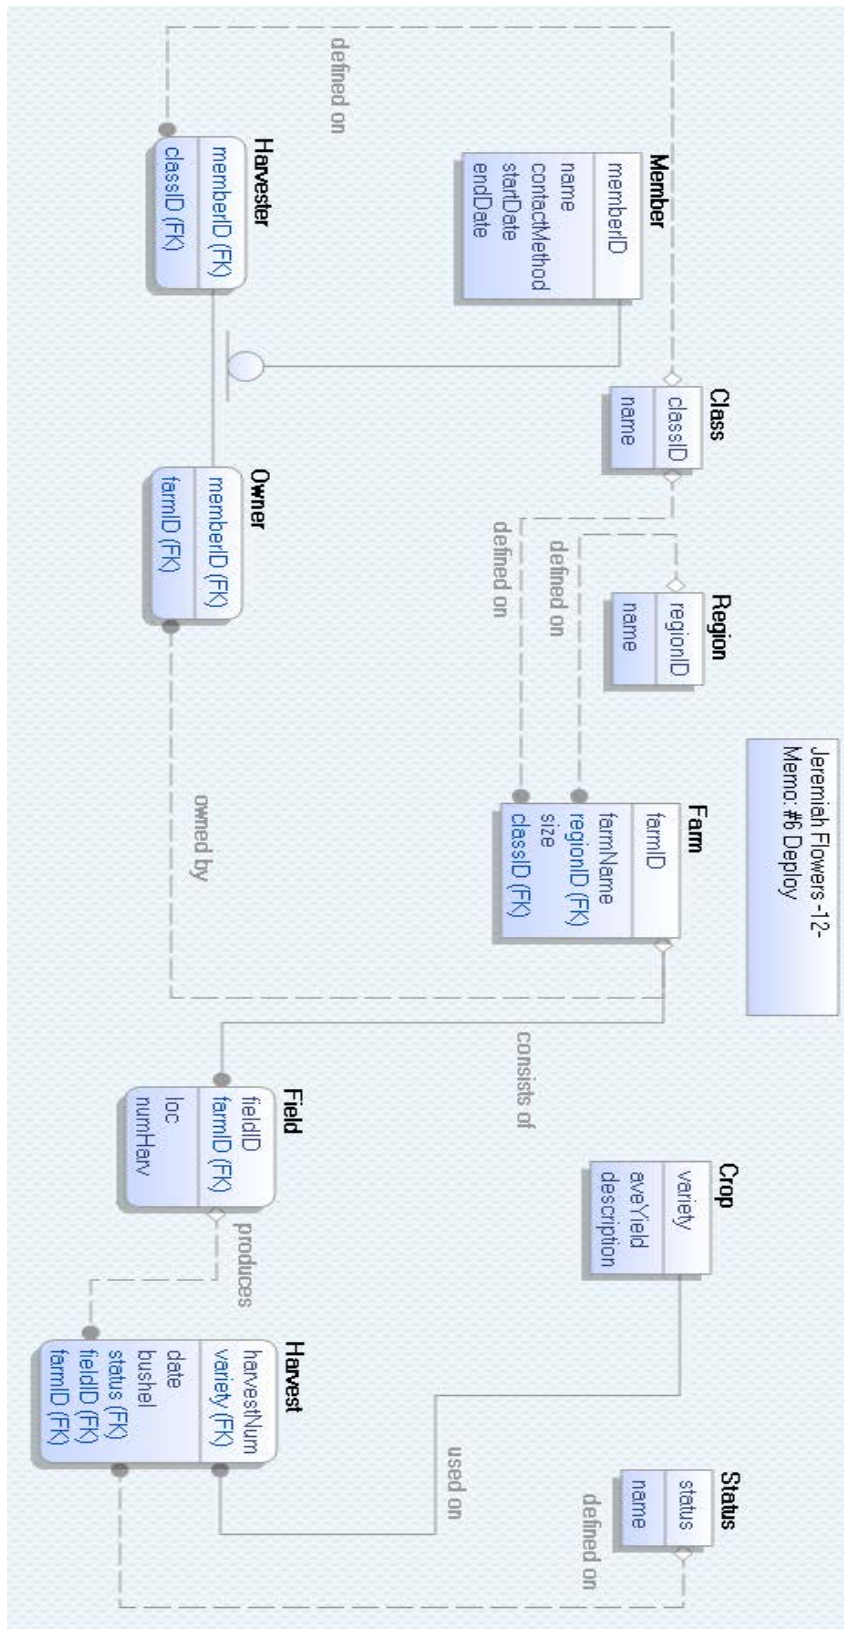 Jeremiah Flowers -12-
Memo: #6 Deploy
Member
memberID
name
contactMethod
startDate
endDate
Class
classID
name
Region
regionID
name
Farm
farmID
farmName
regionID (FK)
size
classID (FK)
Crop
variety
aveYield
description
Status
status
name
defined on
defined on
defined on
consists of
used on
defined on
Harvester
memberID (FK)
classID (FK)
Owner
memberID (FK)
farmID (FK)
owned by
Field
fieldID
farmID (FK)
loc
numHarv
produces
Harvest
harvestNum
variety (FK)
date
bushel
status (FK)
fieldID (FK)
farmID (FK)